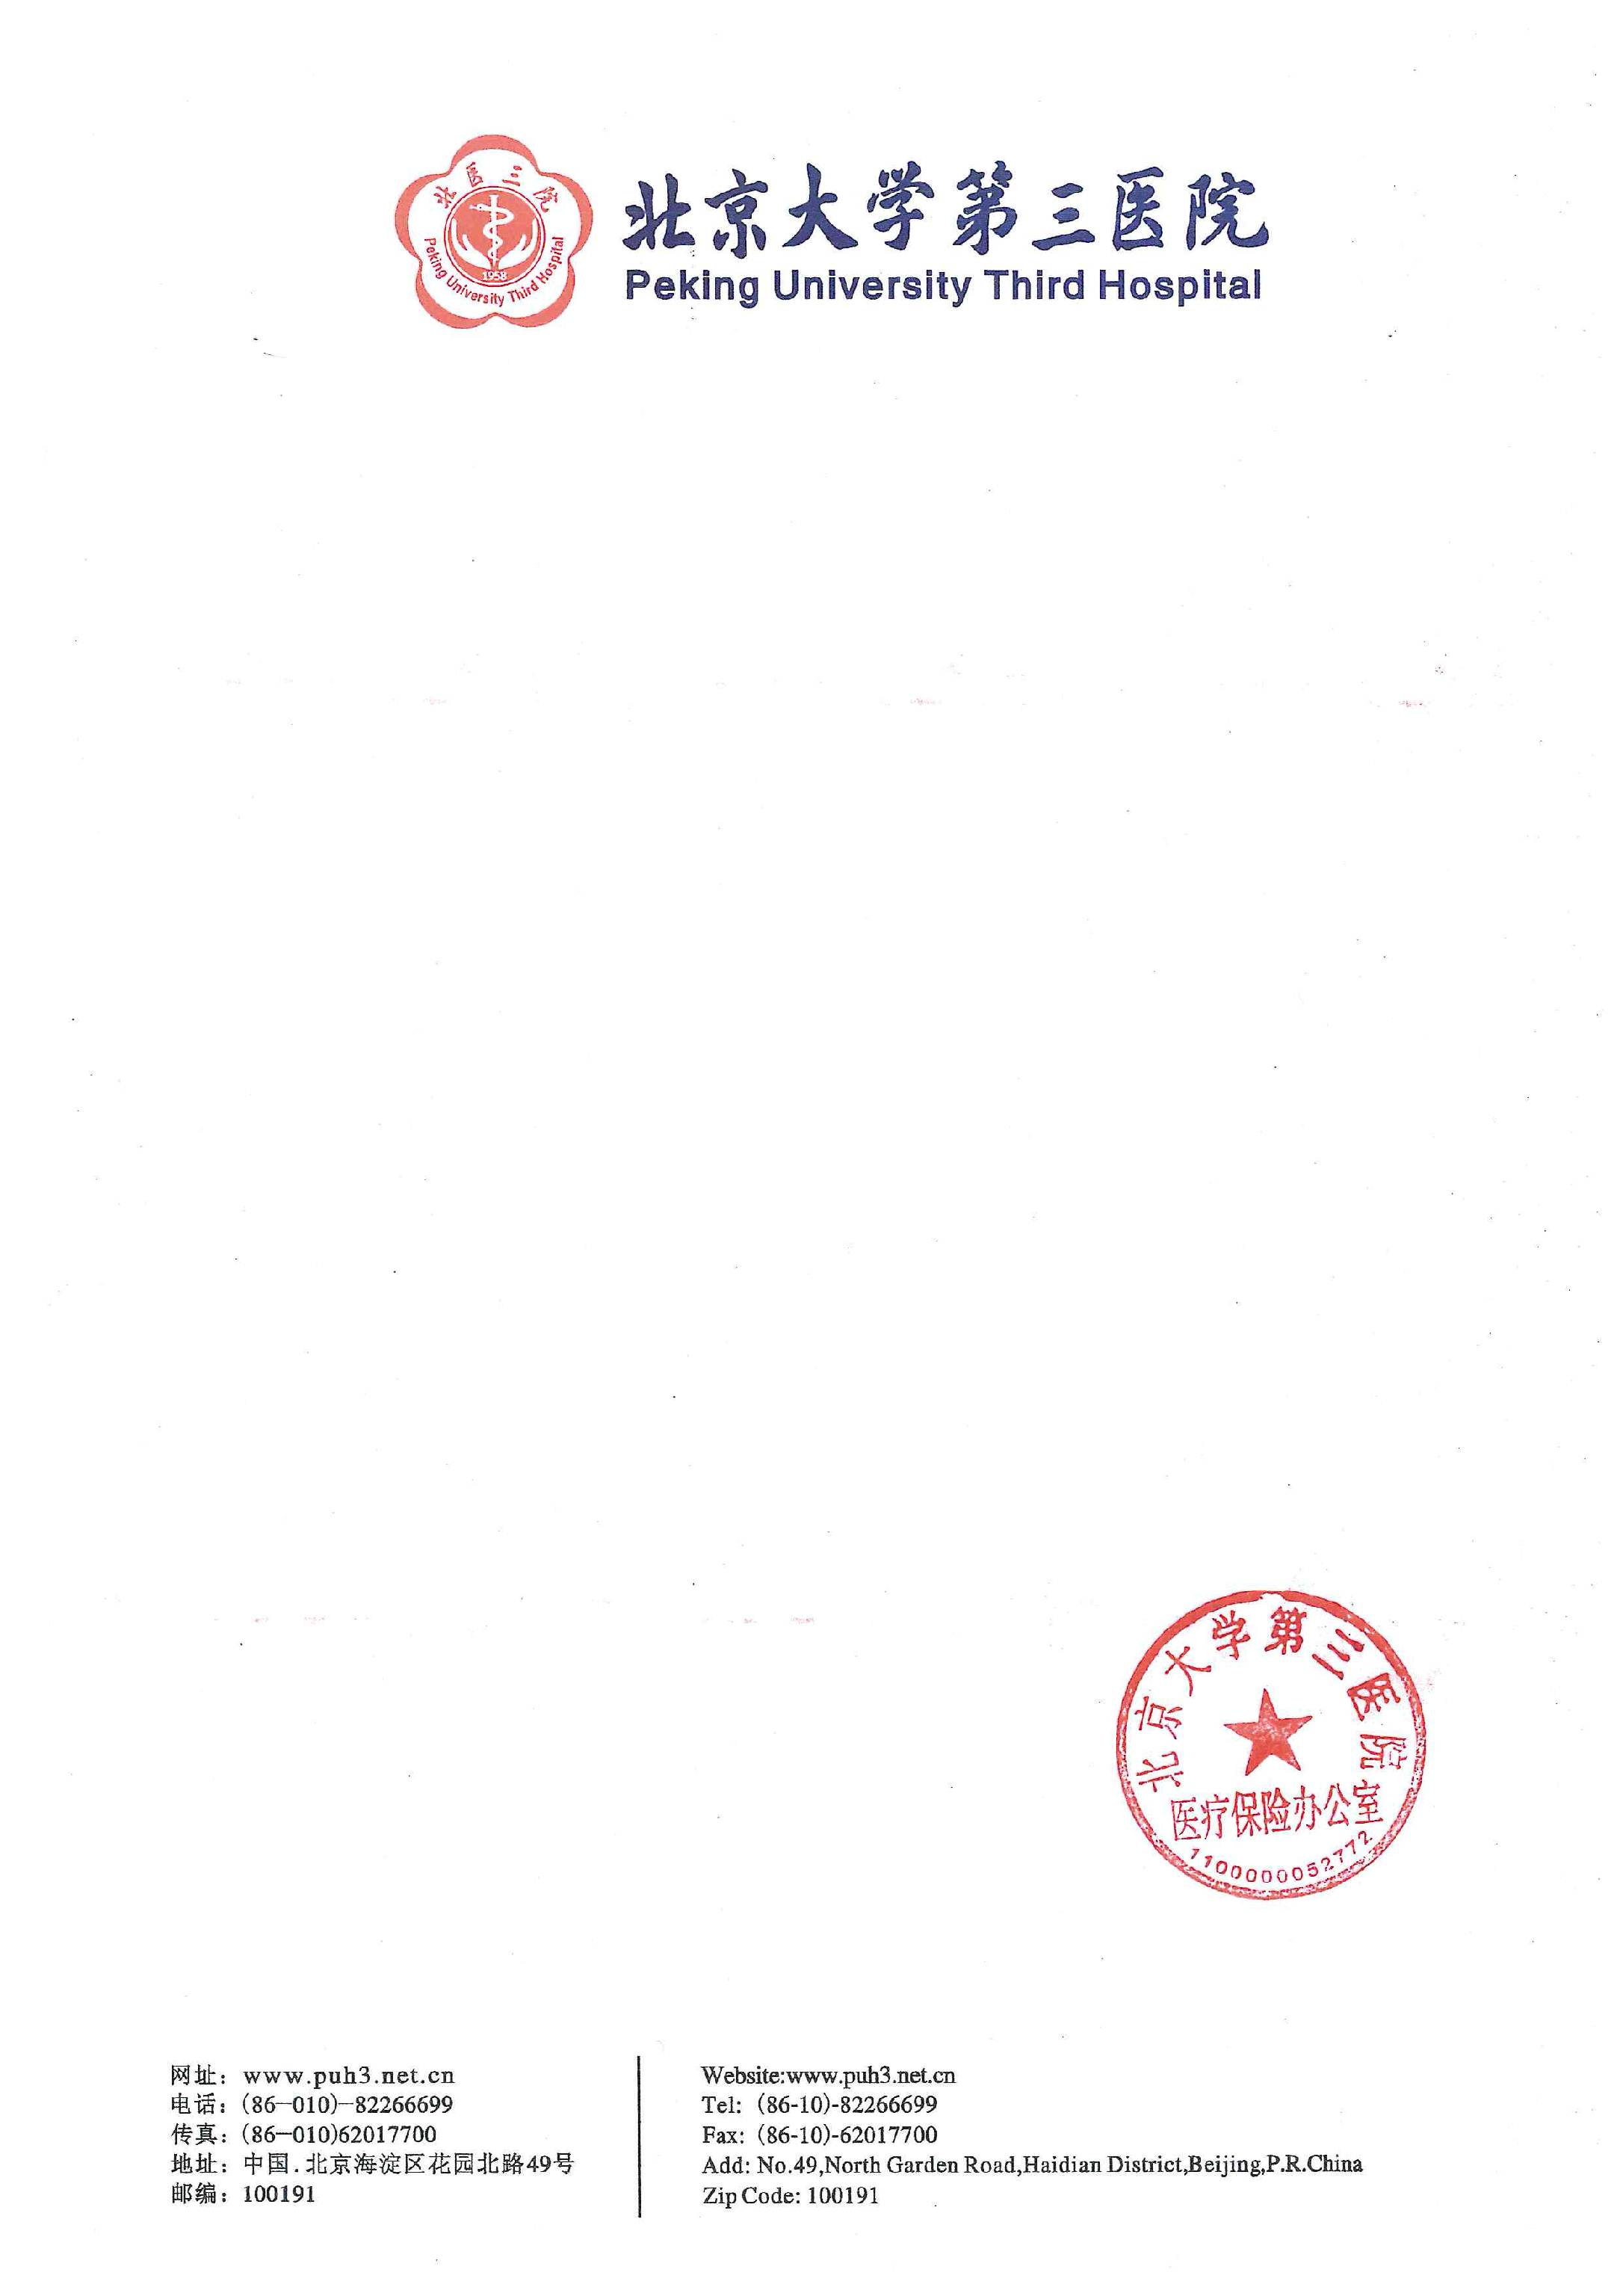 北医三院
1958
Peking University Third Hospital
北京大学第三医院
Peking University Third Hospital
北京大学第三医院
医疗保险办公室
1100000052772
网址：www.puh3.net.cn
电话：(86—010)—82266699
传真：(86—010)62017700
地址：中国.北京海淀区花园北路49号
邮编：100191
Website:www.puh3.net.cn
Tel: (86-10)-82266699
Fax: (86-10)-62017700
Add: No.49,North Garden Road,Haidian District,Beijing,P.R.China
Zip Code: 100191